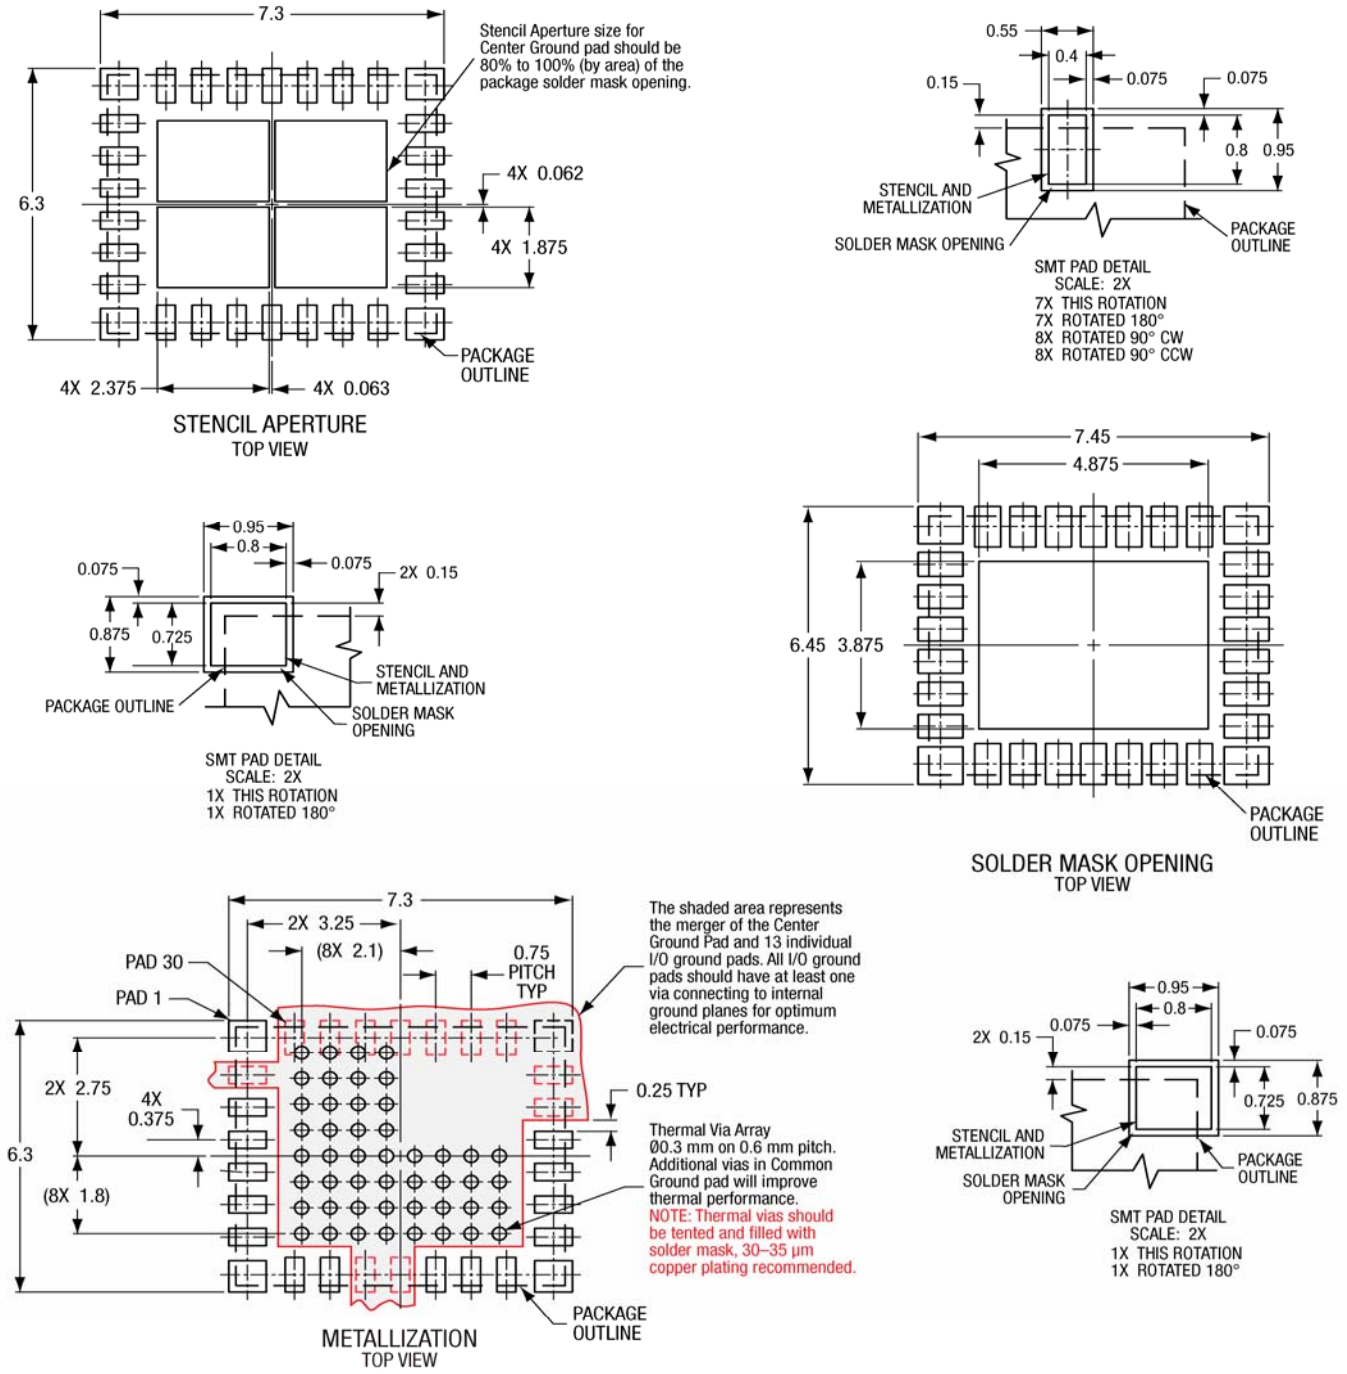 7.3
Stencil Aperture size for
Center Ground pad should be
80% to 100% (by area) of the
package solder mask opening.
6.3
4X 0.062
4X 1.875
PACKAGE
OUTLINE
4X 2.375
4X 0.063
STENCIL APERTURE
TOP VIEW
0.55
0.4
0.075
0.075
0.15
0.8
0.95
STENCIL AND
METALLIZATION
SOLDER MASK OPENING
PACKAGE
OUTLINE
SMT PAD DETAIL
SCALE: 2X
7X THIS ROTATION
7X ROTATED 180°
8X ROTATED 90° CW
8X ROTATED 90° CCW
0.95
0.8
0.075
0.075
2X 0.15
0.875
0.725
STENCIL AND
METALLIZATION
PACKAGE OUTLINE
SOLDER MASK
OPENING
SMT PAD DETAIL
SCALE: 2X
1X THIS ROTATION
1X ROTATED 180°
7.45
4.875
6.45
3.875
PACKAGE
OUTLINE
SOLDER MASK OPENING
TOP VIEW
7.3
2X 3.25
(8X 2.1)
0.75
PITCH
TYP
PAD 30
PAD 1
The shaded area represents
the merger of the Center
Ground Pad and 13 individual
I/O ground pads. All I/O ground
pads should have at least one
via connecting to internal
ground planes for optimum
electrical performance.
2X 2.75
4X
0.375
6.3
(8X 1.8)
0.25 TYP
Thermal Via Array
Ø0.3 mm on 0.6 mm pitch.
Additional vias in Common
Ground pad will improve
thermal performance.
NOTE: Thermal vias should
be tented and filled with
solder mask, 30–35 µm
copper plating recommended.
PACKAGE
OUTLINE
METALLIZATION
TOP VIEW
0.95
0.8
0.075
0.075
2X 0.15
0.725
0.875
STENCIL AND
METALLIZATION
SOLDER MASK
OPENING
PACKAGE
OUTLINE
SMT PAD DETAIL
SCALE: 2X
1X THIS ROTATION
1X ROTATED 180°